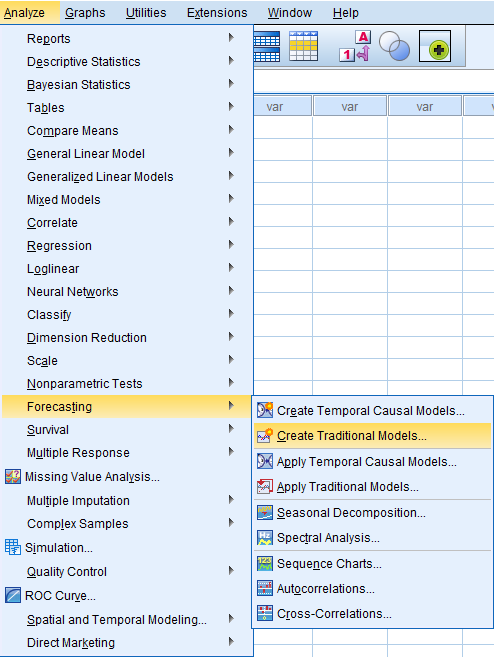 Analyze Graphs Utilities Extensions Window Help
Reports
Descriptive Statistics
Bayesian Statistics
Tables
Compare Means
General Linear Model
Generalized Linear Models
Mixed Models
Correlate
Regression
Loglinear
Neural Networks
Classify
Dimension Reduction
Scale
Nonparametric Tests
Forecasting
Survival
Multiple Response
Missing Value Analysis...
Multiple Imputation
Complex Samples
Simulation...
Quality Control
ROC Curve...
Spatial and Temporal Modeling...
Direct Marketing
1 A
var var var v
Create Temporal Causal Models...
Create Traditional Models...
Apply Temporal Causal Models...
Apply Traditional Models...
Seasonal Decomposition...
Spectral Analysis...
Sequence Charts...
Autocorrelations...
Cross-Correlations...